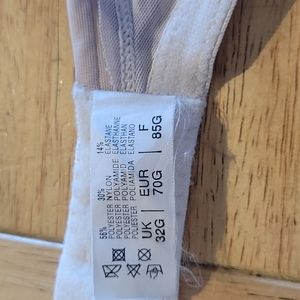 56% 30% 14%
POLYESTER NYLON ELASTANE
POLYESTER POLYAMIDE ELASTHANNE
POLYESTER POLYAMID ELASTHAN
POLIESTER POLIAMIDA ELASTANO
UK EUR F
32G 70G 85G